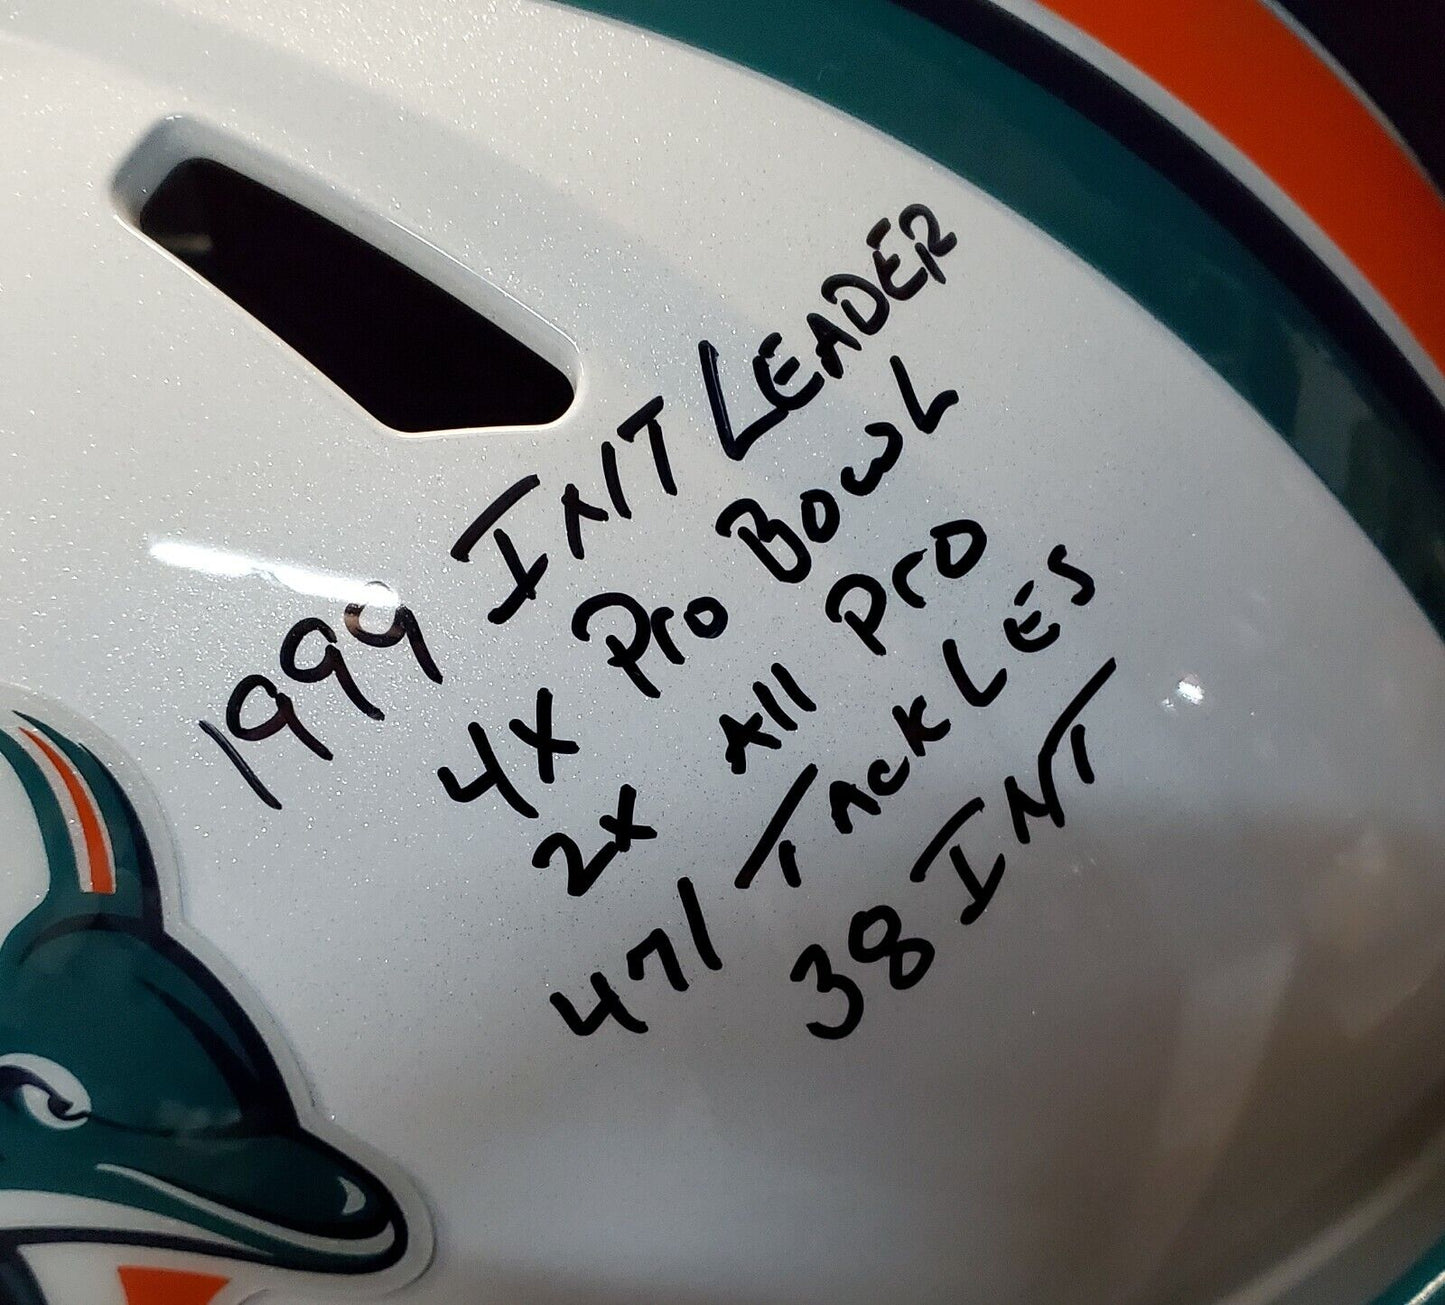 1999 INT LEADER
4X Pro BOWL
2X All Pro
471 TACKLES
38 INT